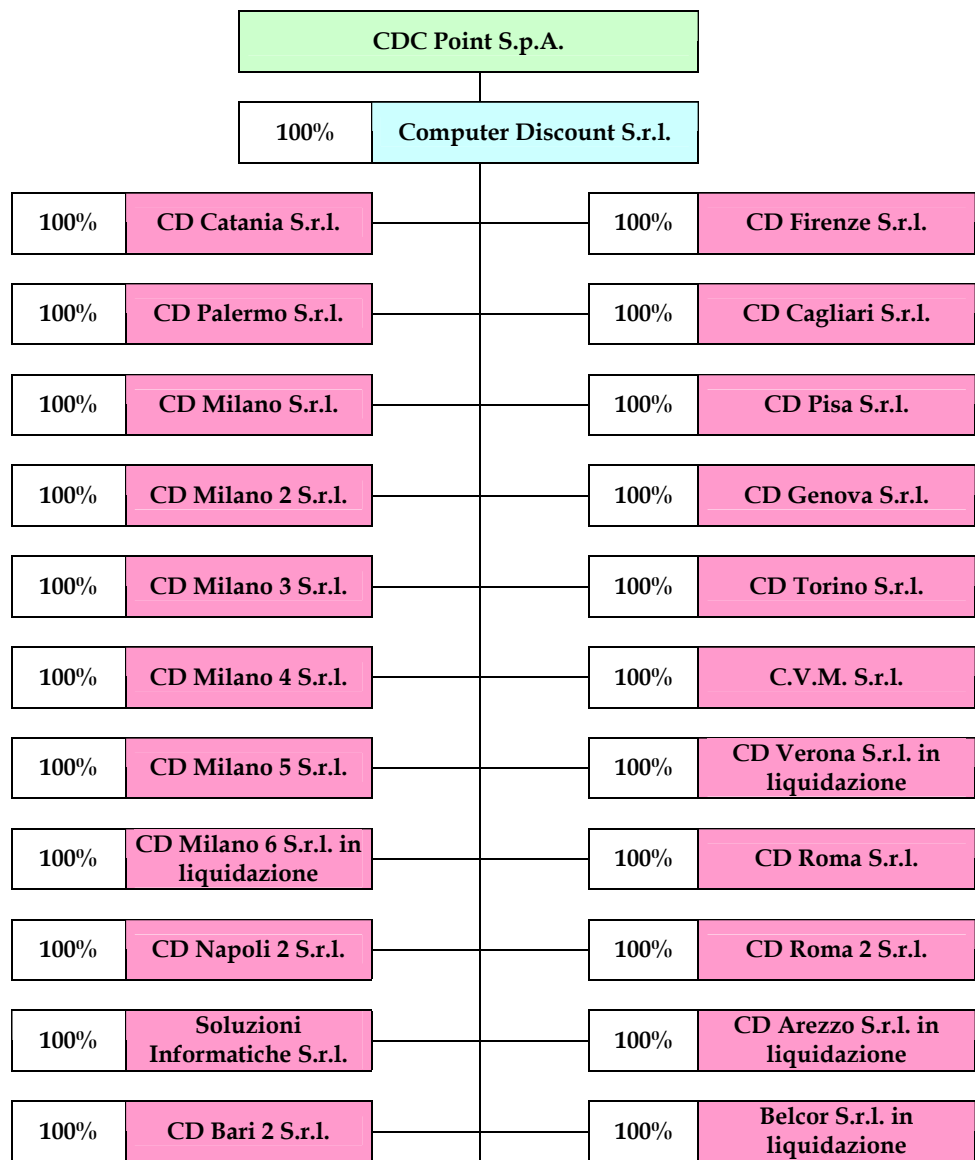 CDC Point S.p.A.
100% Computer Discount S.r.l.
100% CD Catania S.r.l. 100% CD Firenze S.r.l.
100% CD Palermo S.r.l. 100% CD Cagliari S.r.l.
100% CD Milano S.r.l. 100% CD Pisa S.r.l.
100% CD Milano 2 S.r.l. 100% CD Genova S.r.l.
100% CD Milano 3 S.r.l. 100% CD Torino S.r.l.
100% CD Milano 4 S.r.l. 100% C.V.M. S.r.l.
100% CD Milano 5 S.r.l. 100% CD Verona S.r.l. in
liquidazione
100% CD Milano 6 S.r.l. in
liquidazione
100% CD Roma S.r.l.
100% CD Napoli 2 S.r.l. 100% CD Roma 2 S.r.l.
100% Soluzioni
Informatiche S.r.l.
100% CD Arezzo S.r.l. in
liquidazione
100% CD Bari 2 S.r.l. 100% Belcor S.r.l. in
liquidazione